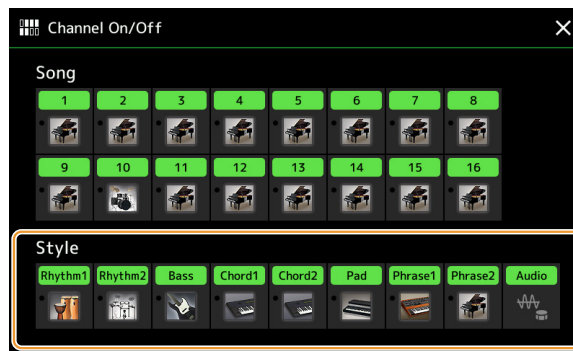 Channel On/Off
Song
1 2 3 4 5 6 7 8
9 10 11 12 13 14 15 16
Style
Rhythm1 Rhythm2 Bass Chord1 Chord2 Pad Phrase1 Phrase2 Audio